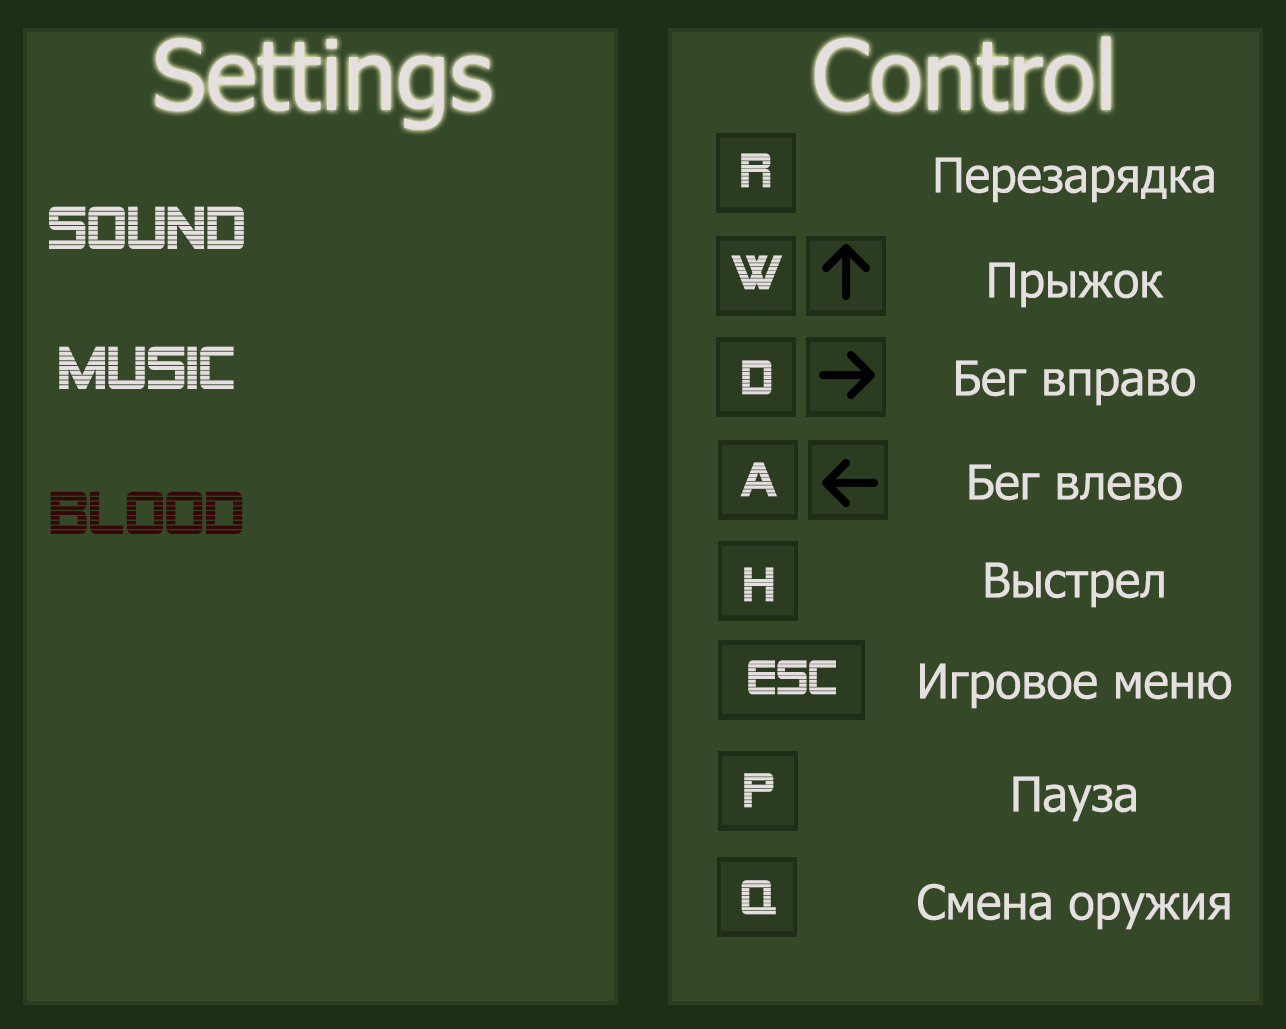 Settings
SOUND
MUSIC
BLOOD
Control
R Перезарядка
W Прыжок
D Бег вправо
A Бег влево
H Выстрел
ESC Игровое меню
P Пауза
Q Смена оружия